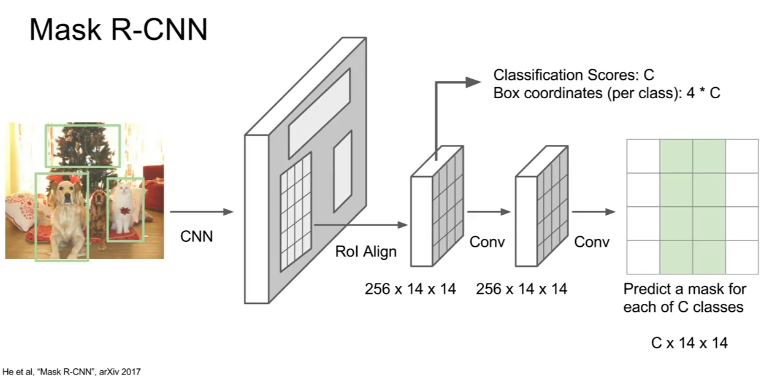 Mask R-CNN
Classification Scores: C
Box coordinates (per class): 4 * C
CNN
RoI Align
Conv
Conv
256 x 14 x 14
256 x 14 x 14
Predict a mask for
each of C classes
C x 14 x 14
He et al, “Mask R-CNN”, arXiv 2017